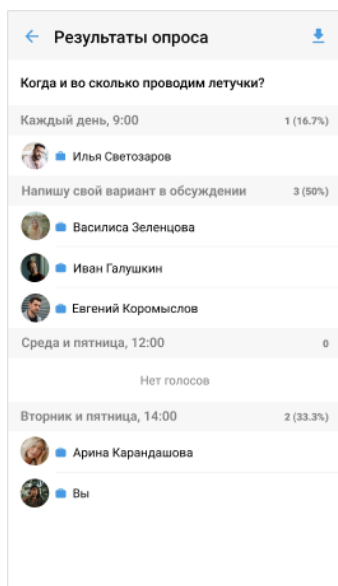 Результаты опроса
Когда и во сколько проводим летучки?
Каждый день, 9:00 1 (16.7%)
Илья Светозаров
Напишу свой вариант в обсуждении 3 (50%)
Василиса Зеленцова
Иван Галушкин
Евгений Коромыслов
Среда и пятница, 12:00 0
Нет голосов
Вторник и пятница, 14:00 2 (33.3%)
Арина Карандашова
Вы